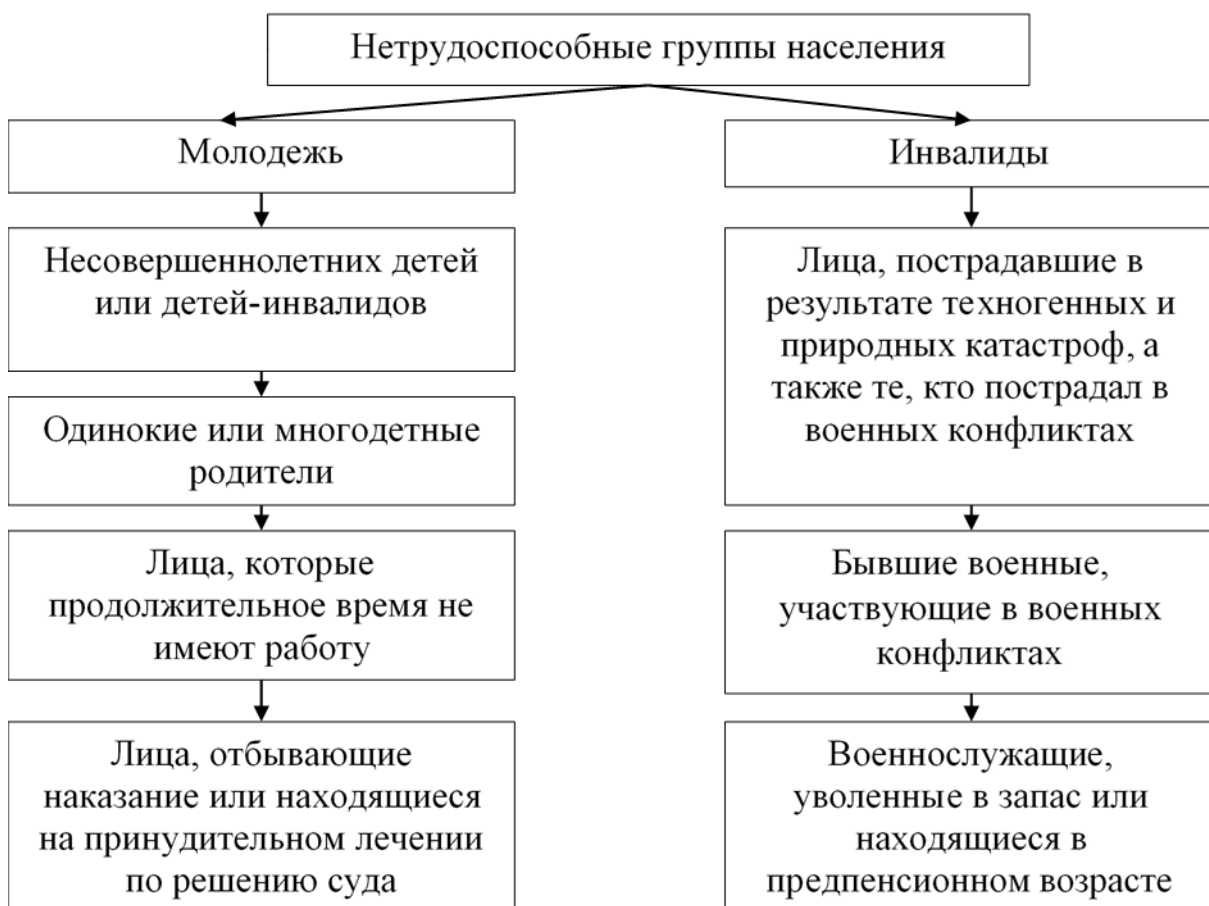 Нетрудоспособные группы населения
Молодежь
Несовершеннолетних детей
или детей-инвалидов
Одинокие или многодетные
родители
Лица, которые
продолжительное время не
имеют работу
Лица, отбывающие
наказание или находящиеся
на принудительном лечении
по решению суда
Инвалиды
Лица, пострадавшие в
результате техногенных и
природных катастроф, а
также те, кто пострадал в
военных конфликтах
Бывшие военные,
участвующие в военных
конфликтах
Военнослужащие,
уволенные в запас или
находящиеся в
предпенсионном возрасте